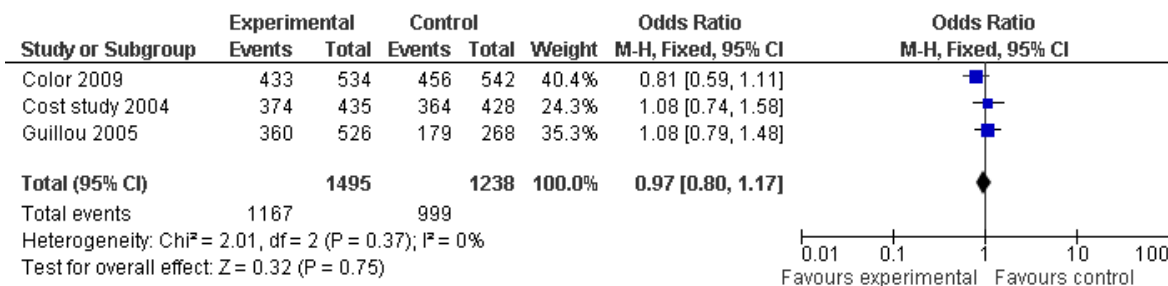 Experimental Control Odds Ratio Odds Ratio
Study or Subgroup Events Total Events Total Weight M-H, Fixed, 95% CI M-H, Fixed, 95% CI
Color 2009 433 534 456 542 40.4% 0.81 [0.59, 1.11]
Cost study 2004 374 435 364 428 24.3% 1.08 [0.74, 1.58]
Guillou 2005 360 526 179 268 35.3% 1.08 [0.79, 1.48]
Total (95% CI) 1495 1238 100.0% 0.97 [0.80, 1.17]
Total events 1167 999
Heterogeneity: Chi² = 2.01, df = 2 (P = 0.37); I² = 0%
Test for overall effect: Z = 0.32 (P = 0.75)
0.01 0.1 1 10 100
Favours experimental Favours control